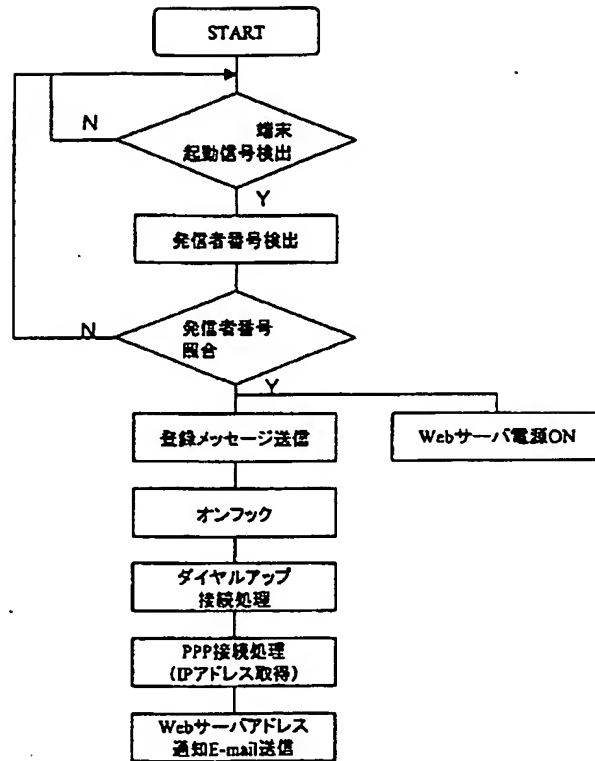 START
N
端末
起動信号検出
Y
発信者番号検出
N
発信者番号
照合
Y
登録メッセージ送信
Webサーバ電源ON
オンフック
ダイヤルアップ
接続処理
PPP接続処理
(IPアドレス取得)
Webサーバアドレス
通知E-mail送信